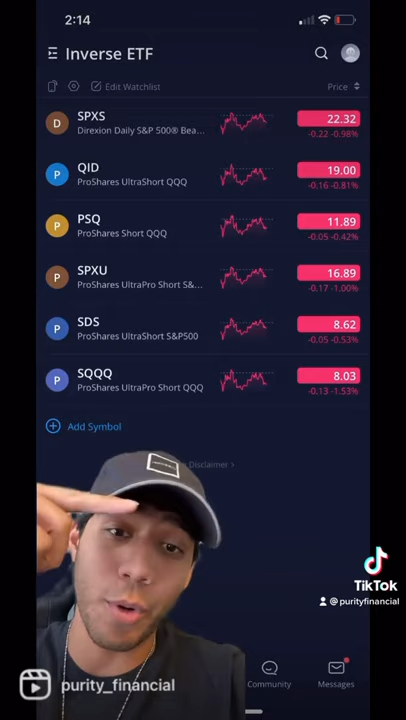 2:14
Inverse ETF
Edit Watchlist
Price
SPXS
Direxion Daily S&P 500® Bea...
22.32
-0.22 -0.98%
QID
ProShares UltraShort QQQ
19.00
-0.16 -0.81%
PSQ
ProShares Short QQQ
11.89
-0.05 -0.42%
SPXU
ProShares UltraPro Short S&...
16.89
-0.17 -1.00%
SDS
ProShares UltraShort S&P500
8.62
-0.05 -0.53%
SQQQ
ProShares UltraPro Short QQQ
8.03
-0.13 -1.53%
Add Symbol
Disclaimer >
TikTok
@purityfinancial
Community
Messages
purity_financial